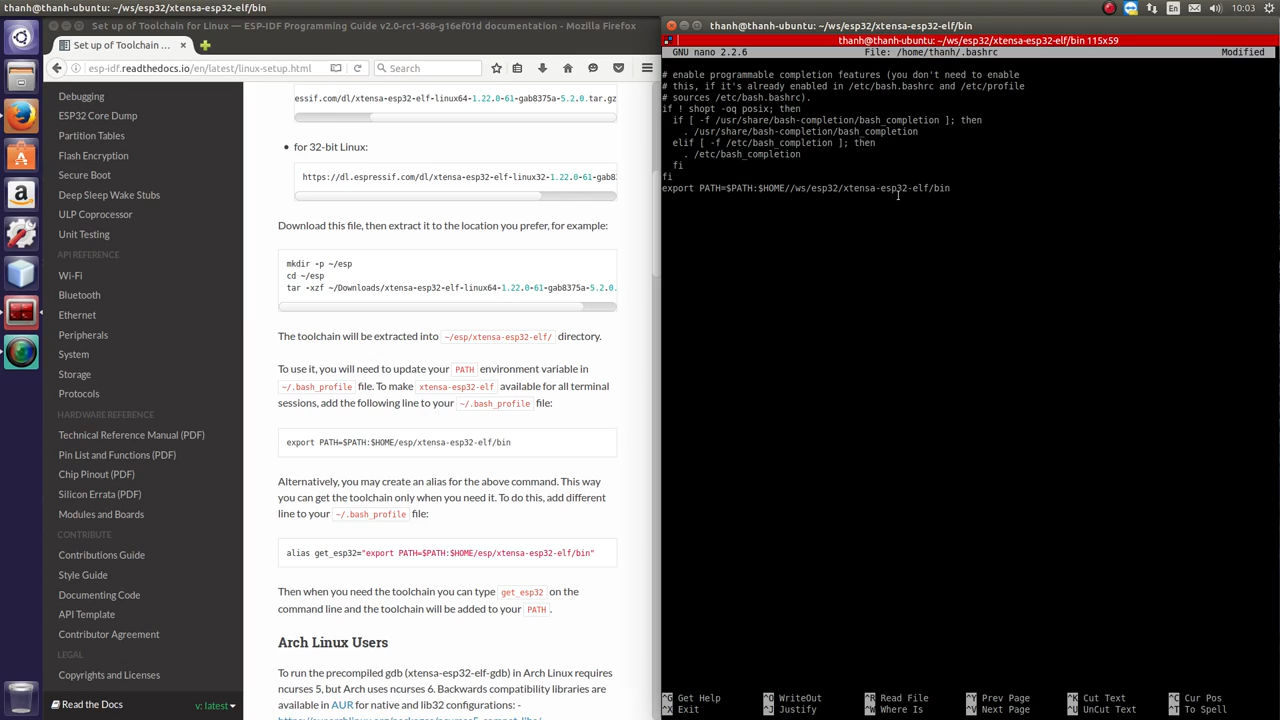 thanh@thanh-ubuntu: ~/ws/esp32/xtensa-esp32-elf/bin
En
10:03
Set up of Toolchain for Linux — ESP-IDF Programming Guide v2.0-rc1-368-g16ef01d documentation - Mozilla Firefox
Set up of Toolchain f
esp-idf.readthedocs.io/en/latest/linux-setup.html
Search
Debugging
ESP32 Core Dump
Partition Tables
Flash Encryption
Secure Boot
Deep Sleep Wake Stubs
ULP Coprocessor
Unit Testing
API REFERENCE
Wi-Fi
Bluetooth
Ethernet
Peripherals
System
Storage
Protocols
HARDWARE REFERENCE
Technical Reference Manual (PDF)
Pin List and Functions (PDF)
Chip Pinout (PDF)
Silicon Errata (PDF)
Modules and Boards
CONTRIBUTE
Contributions Guide
Style Guide
Documenting Code
API Template
Contributor Agreement
LEGAL
Copyrights and Licenses
Read the Docs
v: latest
essif.com/dl/xtensa-esp32-elf-linux64-1.22.0-61-gab8375a-5.2.0.tar.gz
for 32-bit Linux:
https://dl.espressif.com/dl/xtensa-esp32-elf-linux32-1.22.0-61-gab8
Download this file, then extract it to the location you prefer, for example:
mkdir -p ~/esp
cd ~/esp
tar -xzf ~/Downloads/xtensa-esp32-elf-linux64-1.22.0-61-gab8375a-5.2.0.
The toolchain will be extracted into ~/esp/xtensa-esp32-elf/ directory.
To use it, you will need to update your PATH environment variable in
~/.bash_profile file. To make xtensa-esp32-elf available for all terminal
sessions, add the following line to your ~/.bash_profile file:
export PATH=$PATH:$HOME/esp/xtensa-esp32-elf/bin
Alternatively, you may create an alias for the above command. This way
you can get the toolchain only when you need it. To do this, add different
line to your ~/.bash_profile file:
alias get_esp32="export PATH=$PATH:$HOME/esp/xtensa-esp32-elf/bin"
Then when you need the toolchain you can type get_esp32 on the
command line and the toolchain will be added to your PATH .
Arch Linux Users
To run the precompiled gdb (xtensa-esp32-elf-gdb) in Arch Linux requires
ncurses 5, but Arch uses ncurses 6. Backwards compatibility libraries are
available in AUR for native and lib32 configurations: -
thanh@thanh-ubuntu: ~/ws/esp32/xtensa-esp32-elf/bin
thanh@thanh-ubuntu: ~/ws/esp32/xtensa-esp32-elf/bin 115x59
GNU nano 2.2.6 File: /home/thanh/.bashrc Modified
# enable programmable completion features (you don't need to enable
# this, if it's already enabled in /etc/bash.bashrc and /etc/profile
# sources /etc/bash.bashrc).
if ! shopt -oq posix; then
if [ -f /usr/share/bash-completion/bash_completion ]; then
. /usr/share/bash-completion/bash_completion
elif [ -f /etc/bash_completion ]; then
. /etc/bash_completion
fi
fi
export PATH=$PATH:$HOME//ws/esp32/xtensa-esp32-elf/bin
^G Get Help ^O WriteOut ^R Read File ^Y Prev Page ^K Cut Text ^C Cur Pos
^X Exit ^J Justify ^W Where Is ^V Next Page ^U UnCut Text ^T To Spell